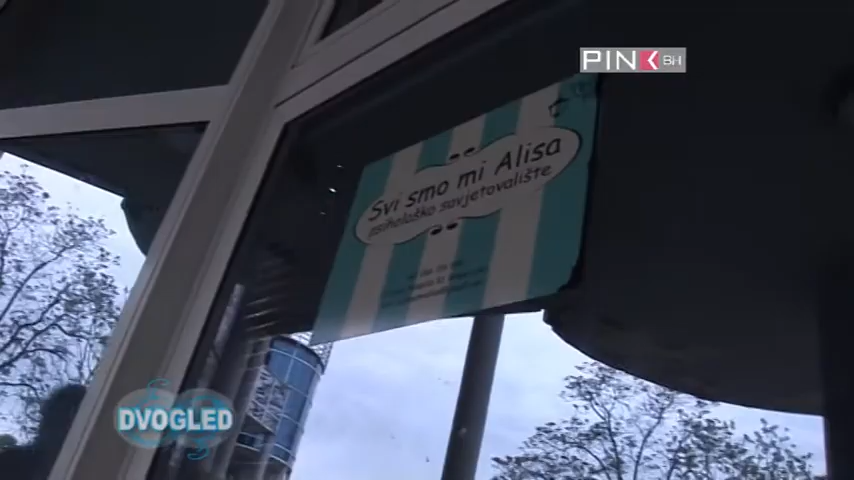 PINK BH
Svi smo mi Alisa
psihološko savjetovalište
DVOGLED